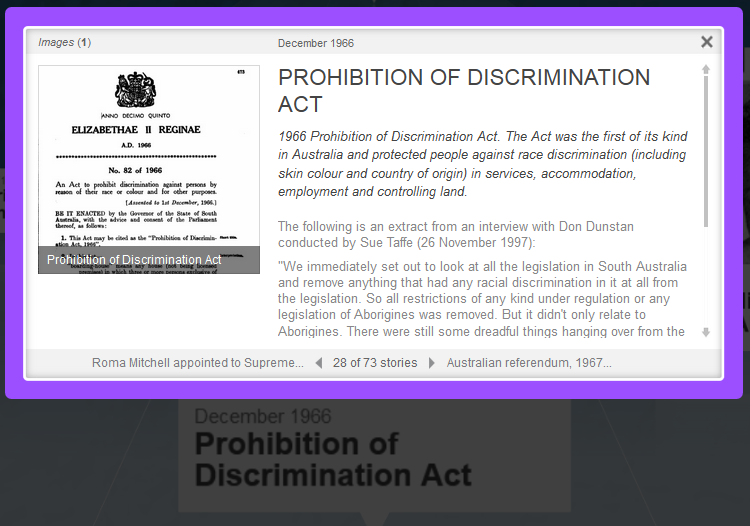 Images (1)
December 1966
ANNO DECIMO QUINTO
ELIZABETHAE II REGINAE
A.D. 1966
No. 82 of 1966
An Act to prohibit discrimination against persons by
reason of their race or colour and for other purposes.
[Assented to 1st December, 1966.]
BE IT ENACTED by the Governor of the State of South
Australia, with the advice and consent of the Parliament
thereof, as follows:
1. This Act may be cited as the "Prohibition of Discrimin-
ation Act, 1966".
Prohibition of Discrimination Act
PROHIBITION OF DISCRIMINATION
ACT
1966 Prohibition of Discrimination Act. The Act was the first of its kind
in Australia and protected people against race discrimination (including
skin colour and country of origin) in services, accommodation,
employment and controlling land.
The following is an extract from an interview with Don Dunstan
conducted by Sue Taffe (26 November 1997):
"We immediately set out to look at all the legislation in South Australia
and remove anything that had any racial discrimination in it at all from
the legislation. So all restrictions of any kind under regulation or any
legislation of Aborigines was removed. But it didn't only relate to
Aborigines. There were still some dreadful things hanging over from the
Roma Mitchell appointed to Supreme...
28 of 73 stories
Australian referendum, 1967...
December 1966
Prohibition of
Discrimination Act